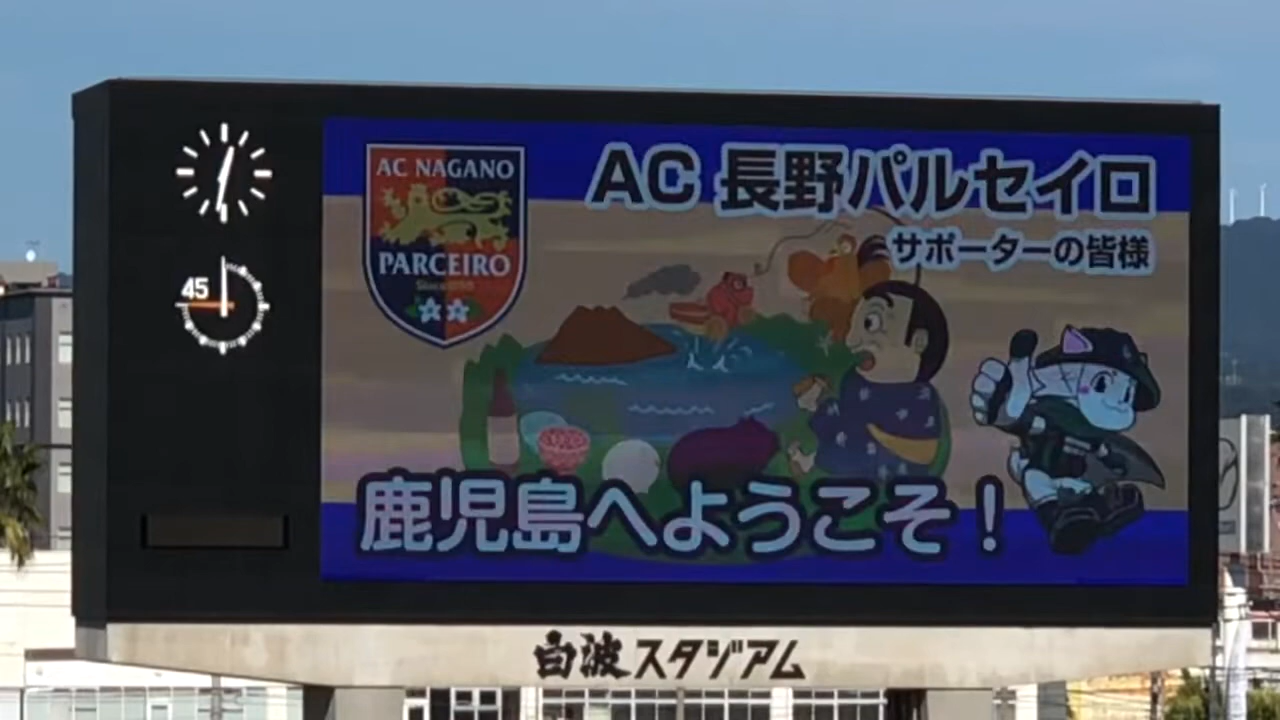 AC NAGANO
PARCEIRO
AC 長野パルセイロ
サポーターの皆様
45
鹿児島へようこそ！
白波スタジアム